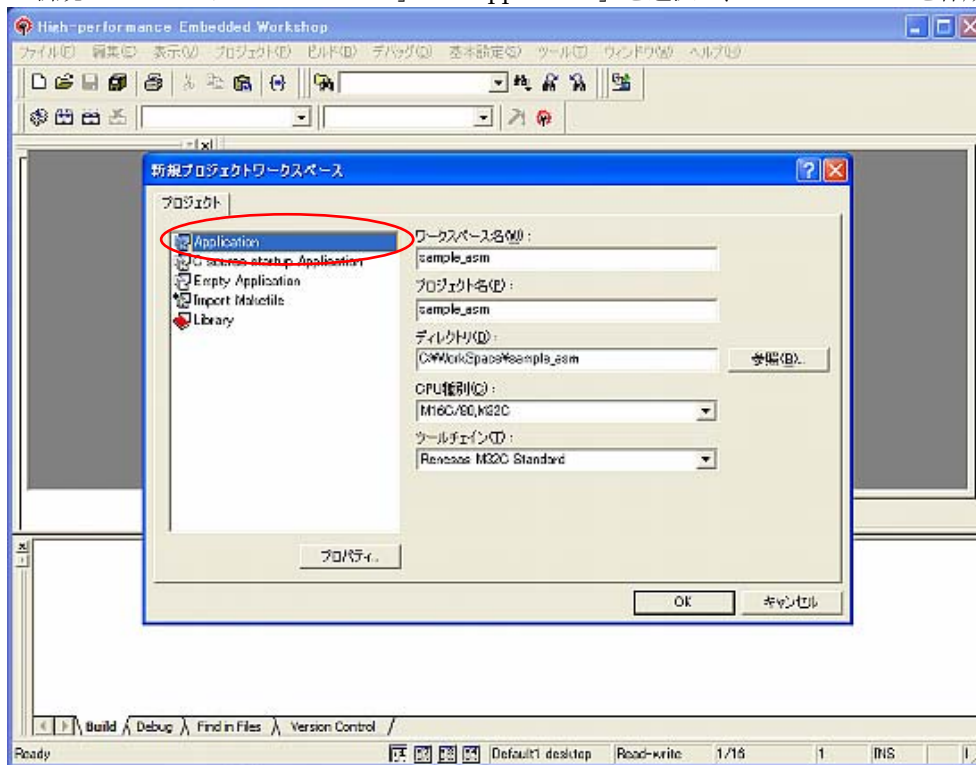 High-performance Embedded Workshop
ファイル(F) 編集(E) 表示(V) プロジェクト(P) ビルド(B) デバッグ(D) 基本設定(S) ツール(T) ウィンドウ(W) ヘルプ(H)
新規プロジェクトワークスペース
プロジェクト
Application
C source startup Application
Empty Application
Import Makefile
Library
ワークスペース名(W):
sample_asm
プロジェクト名(P):
sample_asm
ディレクトリ(D):
C:¥WorkSpace¥sample_asm
参照(B)...
CPU種別(C):
M16C/80,M32C
ツールチェイン(T):
Renesas M32C Standard
プロパティ...
OK
キャンセル
Build
Debug
Find in Files
Version Control
Ready
Default1 desktop
Read-write
1/16
1
INS